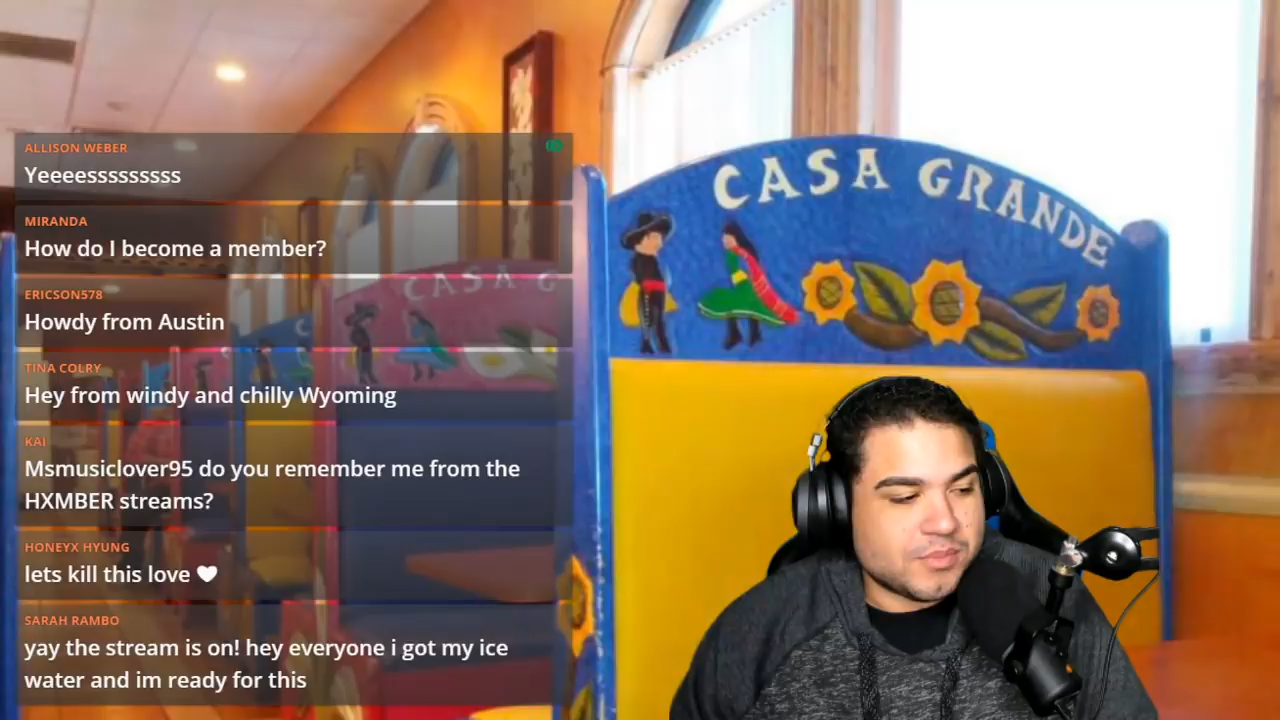 ALLISON WEBER
Yeeeesssssssss
MIRANDA
How do I become a member?
ERICSON578
Howdy from Austin
TINA COLRY
Hey from windy and chilly Wyoming
KAI
Msmusiclover95 do you remember me from the
HXMBER streams?
HONEYX HYUNG
lets kill this love 🤍
SARAH RAMBO
yay the stream is on! hey everyone i got my ice
water and im ready for this
CASA GRANDE
CASA G